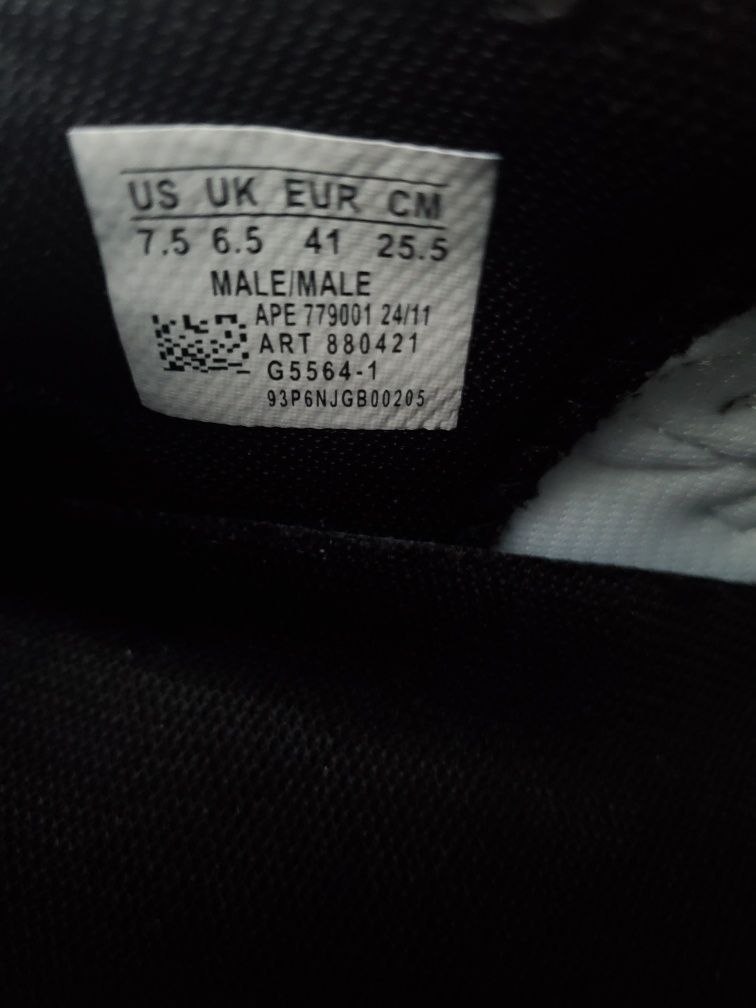 US UK EUR CM
7.5 6.5 41 25.5
MALE/MALE
APE 779001 24/11
ART 880421
G5564-1
93P6NJGB00205